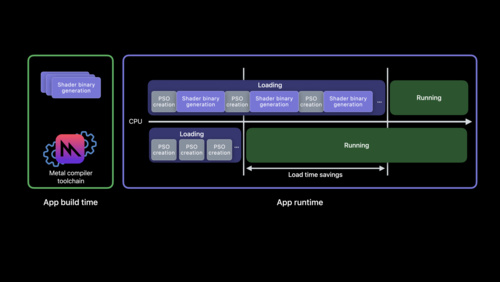 Shader binary
generation
Metal compiler
toolchain
App build time
Loading
PSO
creation
Shader binary
generation
PSO
creation
Shader binary
generation
PSO
creation
Shader binary
generation
...
Running
CPU
Loading
PSO
creation
PSO
creation
PSO
creation
...
Running
Load time savings
App runtime